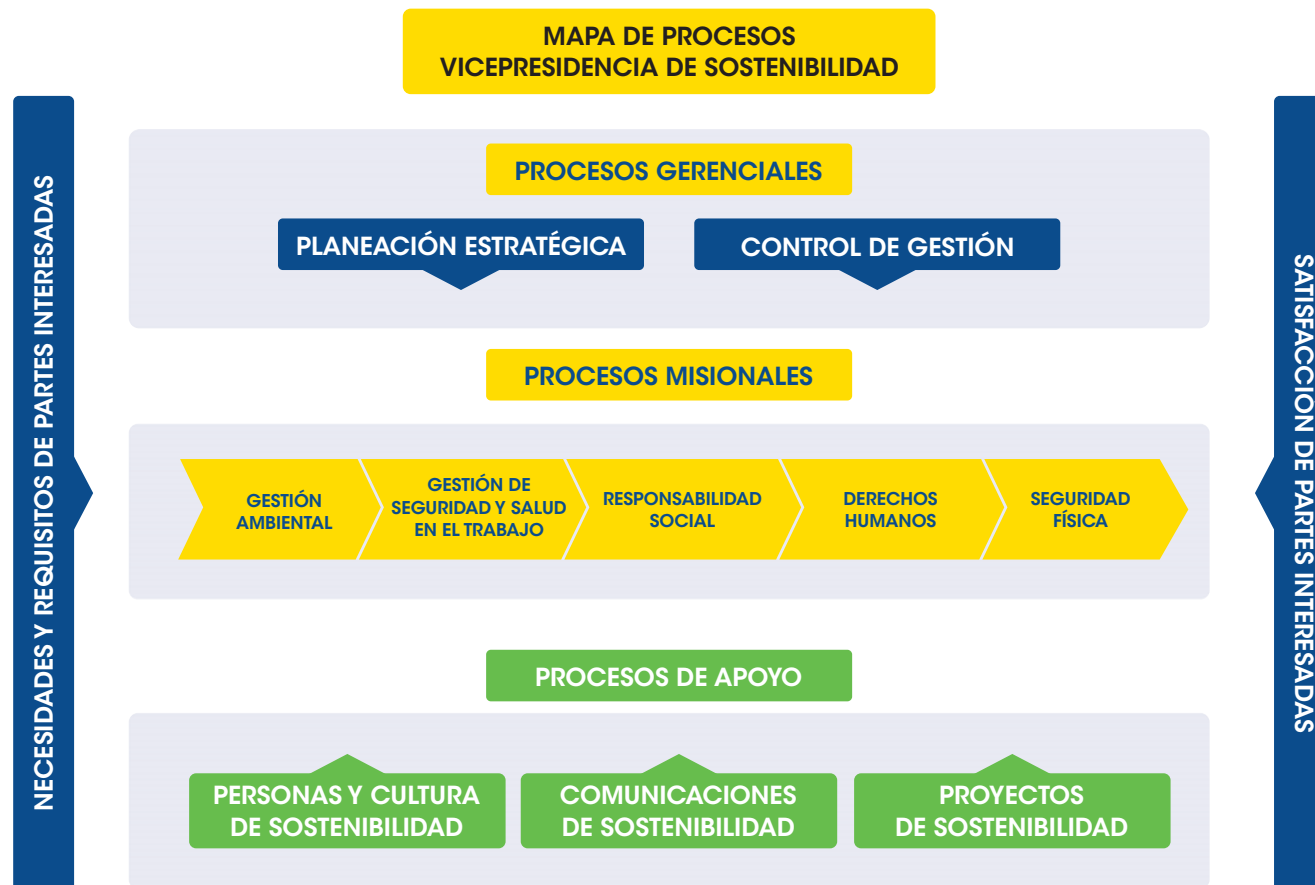 MAPA DE PROCESOS
VICEPRESIDENCIA DE SOSTENIBILIDAD
NECESIDADES Y REQUISITOS DE PARTES INTERESADAS
PROCESOS GERENCIALES
PLANEACIÓN ESTRATÉGICA
CONTROL DE GESTIÓN
PROCESOS MISIONALES
GESTIÓN
AMBIENTAL
GESTIÓN DE
SEGURIDAD Y SALUD
EN EL TRABAJO
RESPONSABILIDAD
SOCIAL
DERECHOS
HUMANOS
SEGURIDAD
FÍSICA
PROCESOS DE APOYO
PERSONAS Y CULTURA
DE SOSTENIBILIDAD
COMUNICACIONES
DE SOSTENIBILIDAD
PROYECTOS
DE SOSTENIBILIDAD
SATISFACCION DE PARTES INTERESADAS